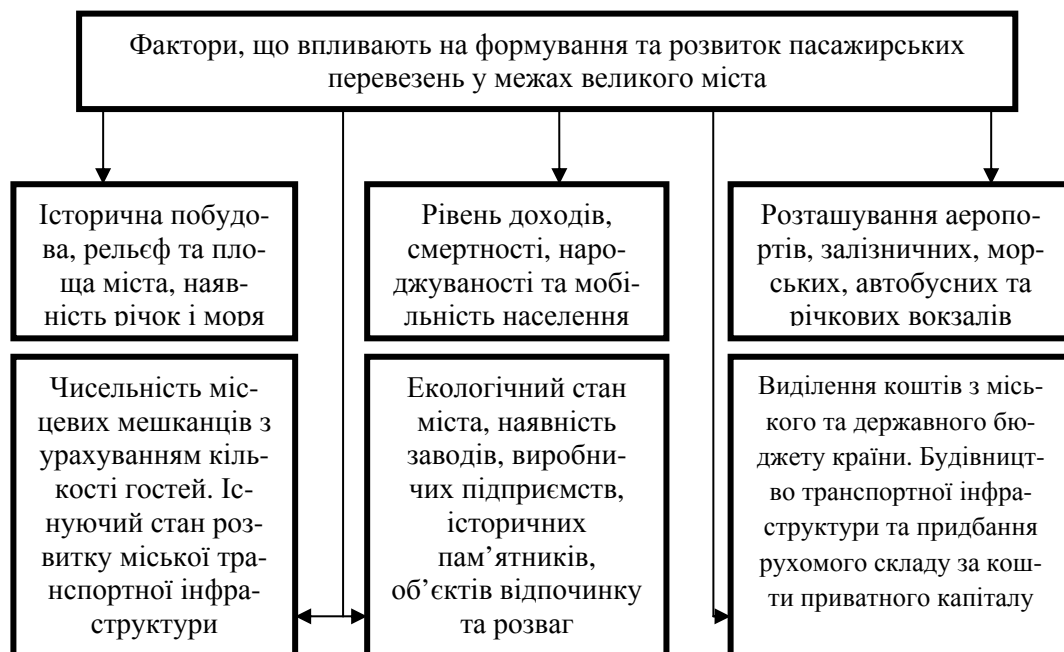 Фактори, що впливають на формування та розвиток пасажирських
перевезень у межах великого міста
Історична побудо-
ва, рельєф та пло-
ща міста, наяв-
ність річок і моря
Рівень доходів,
смертності, наро-
джуваності та мобі-
льність населення
Розташування аеропо-
ртів, залізничних, мор-
ських, автобусних та
річкових вокзалів
Чисельність міс-
цевих мешканців з
урахуванням кіль-
кості гостей. Іс-
нуючий стан роз-
витку міської тра-
нспортної інфра-
структури
Екологічний стан
міста, наявність
заводів, виробни-
чих підприємств,
історичних
пам’ятників,
об’єктів відпочинку
та розваг
Виділення коштів з місь-
кого та державного бю-
джету країни. Будівницт-
во транспортної інфра-
структури та придбання
рухомого складу за кош-
ти приватного капіталу